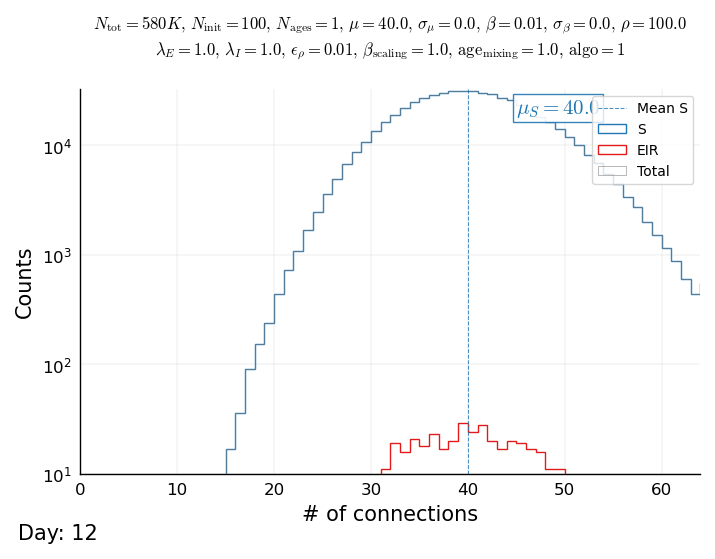 N_tot = 580K, N_init = 100, N_ages = 1, μ = 40.0, σ_μ = 0.0, β = 0.01, σ_β = 0.0, ρ = 100.0
λ_E = 1.0, λ_I = 1.0, ϵ_ρ = 0.01, β_scaling = 1.0, age_mixing = 1.0, algo = 1
μ_S = 40.0
Mean S
S
EIR
Total
10^4
10^3
10^2
10^1
Counts
0 10 20 30 40 50 60
# of connections
Day: 12